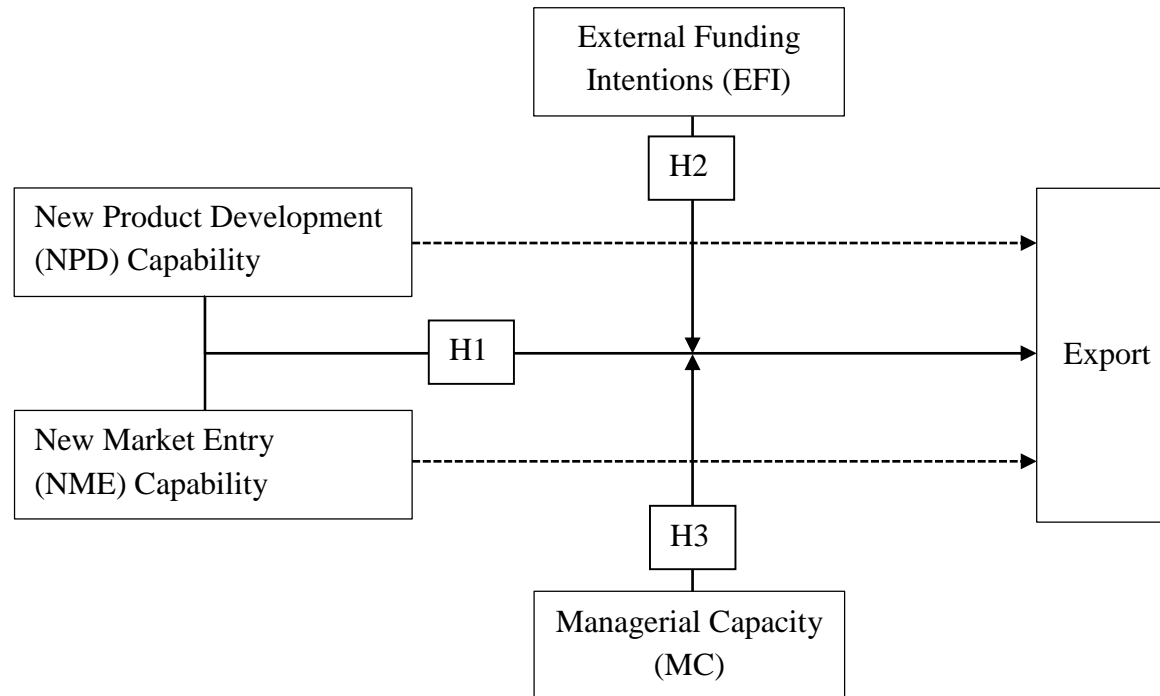 External Funding
Intentions (EFI)
H2
New Product Development
(NPD) Capability
H1
Export
New Market Entry
(NME) Capability
H3
Managerial Capacity
(MC)